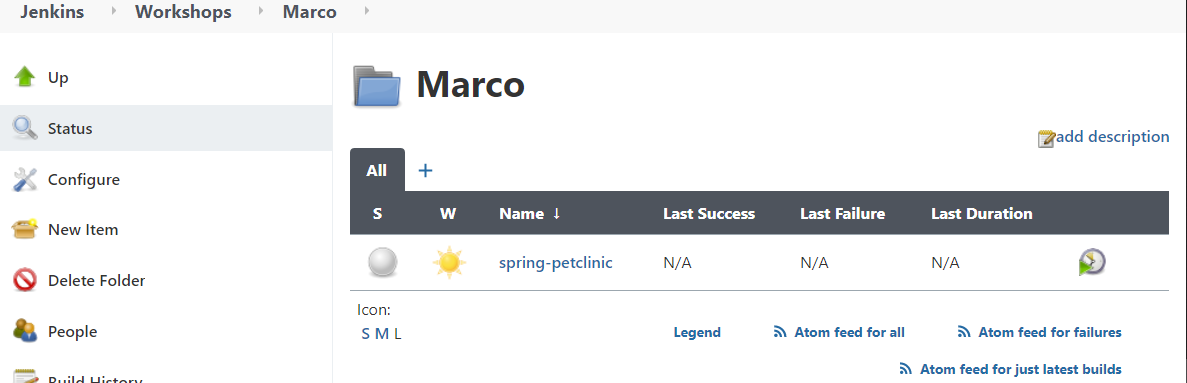 Jenkins Workshops Marco
Up
Status
Configure
New Item
Delete Folder
People
Build History
Marco
add description
All +
S W Name ↓ Last Success Last Failure Last Duration
spring-petclinic N/A N/A N/A
Icon:
S M L
Legend Atom feed for all Atom feed for failures
Atom feed for just latest builds